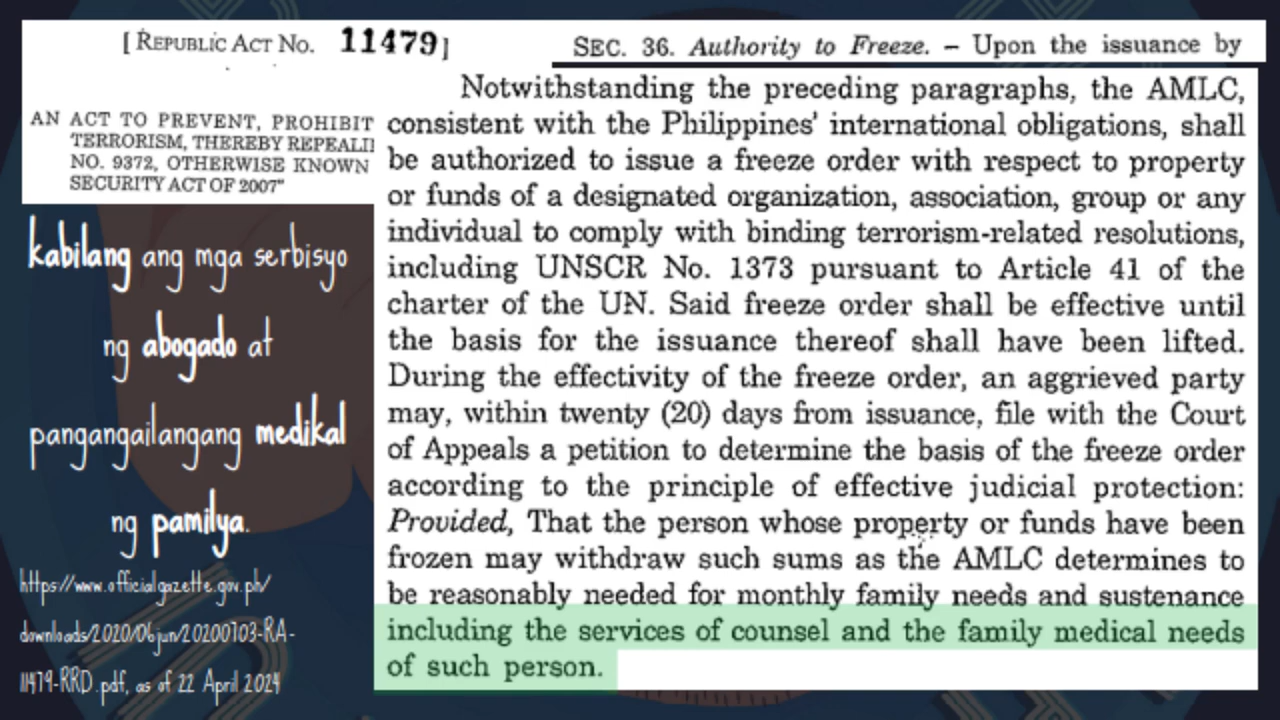 [ REPUBLIC ACT NO. 11479 ]
AN ACT TO PREVENT, PROHIBIT
TERRORISM, THEREBY REPEALI
NO. 9372, OTHERWISE KNOWN
SECURITY ACT OF 2007"
kabilang ang mga serbisyo
ng abogado at
pangangailangang medikal
ng pamilya.
https://www.officialgazette.gov.ph/
downloads/2020/06jun/20200703-RA-
11479-RRD.pdf, as of 22 April 2024
SEC. 36. Authority to Freeze. – Upon the issuance by
Notwithstanding the preceding paragraphs, the AMLC,
consistent with the Philippines' international obligations, shall
be authorized to issue a freeze order with respect to property
or funds of a designated organization, association, group or any
individual to comply with binding terrorism-related resolutions,
including UNSCR No. 1373 pursuant to Article 41 of the
charter of the UN. Said freeze order shall be effective until
the basis for the issuance thereof shall have been lifted.
During the effectivity of the freeze order, an aggrieved party
may, within twenty (20) days from issuance, file with the Court
of Appeals a petition to determine the basis of the freeze order
according to the principle of effective judicial protection:
Provided, That the person whose property or funds have been
frozen may withdraw such sums as the AMLC determines to
be reasonably needed for monthly family needs and sustenance
including the services of counsel and the family medical needs
of such person.